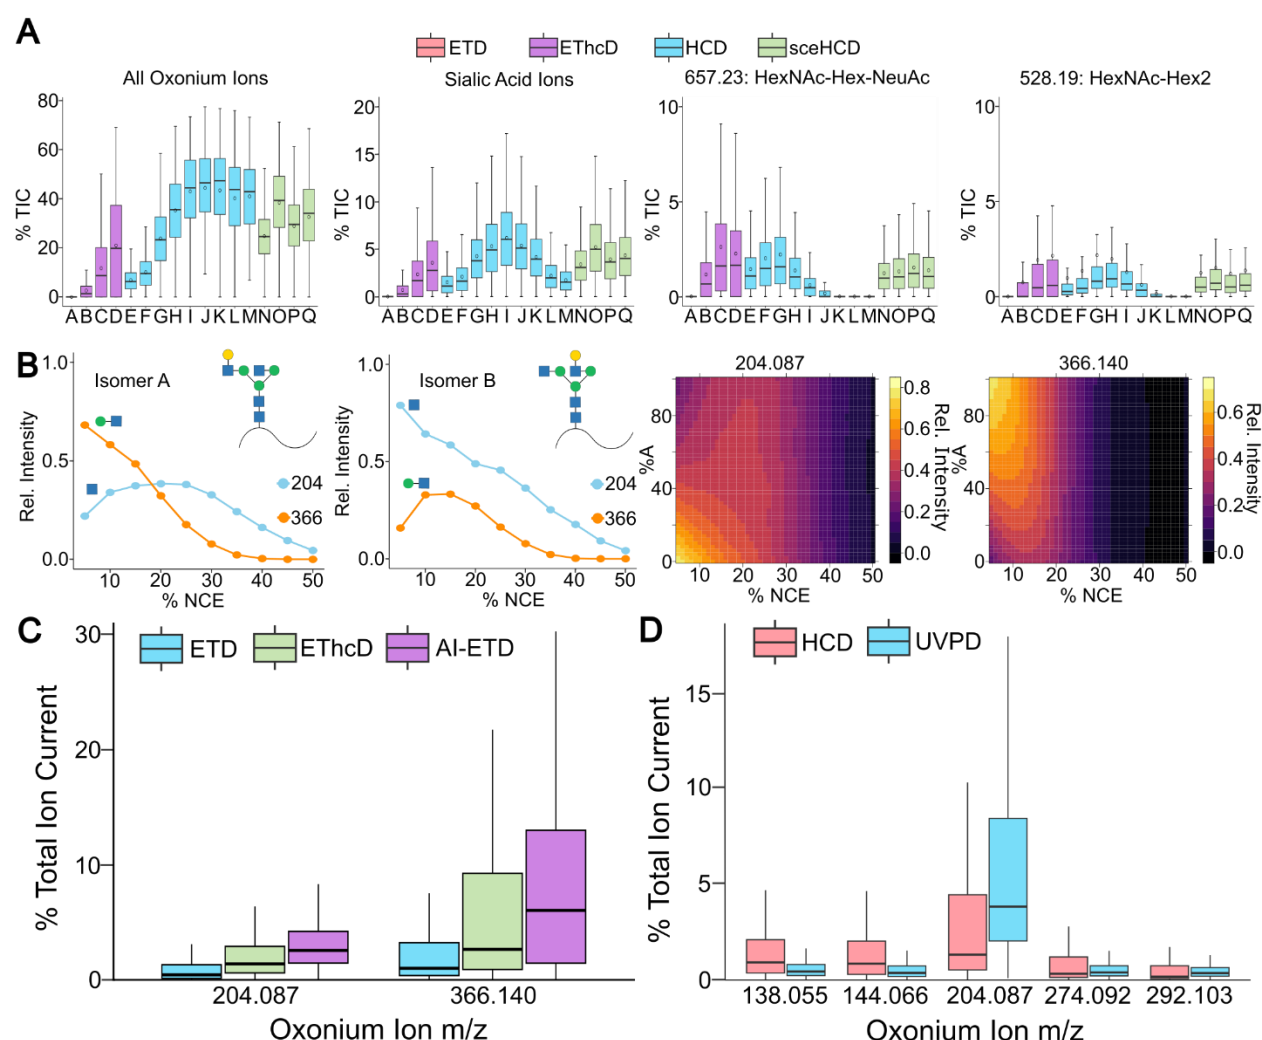 A
ETD
EThcD
HCD
sceHCD
All Oxonium Ions
Sialic Acid Ions
657.23: HexNAc-Hex-NeuAc
528.19: HexNAc-Hex2
% TIC
80
60
40
20
0
A B C D E F G H I J K L M N O P Q
% TIC
20
15
10
5
0
A B C D E F G H I J K L M N O P Q
% TIC
10
5
0
A B C D E F G H I J K L M N O P Q
% TIC
10
5
0
A B C D E F G H I J K L M N O P Q
B
Rel. Intensity
1.0
0.5
0.0
Isomer A
204
366
10 20 30 40 50
% NCE
Rel. Intensity
1.0
0.5
0.0
Isomer B
204
366
10 20 30 40 50
% NCE
204.087
%A
80
40
0
10 20 30 40 50
% NCE
0.8
0.6
0.4
0.2
0.0
Rel. Intensity
366.140
%A
80
40
0
10 20 30 40 50
% NCE
0.6
0.4
0.2
0.0
Rel. Intensity
C
ETD
EThcD
AI-ETD
% Total Ion Current
30
20
10
0
204.087
366.140
Oxonium Ion m/z
D
HCD
UVPD
% Total Ion Current
15
10
5
0
138.055 144.066 204.087 274.092 292.103
Oxonium Ion m/z